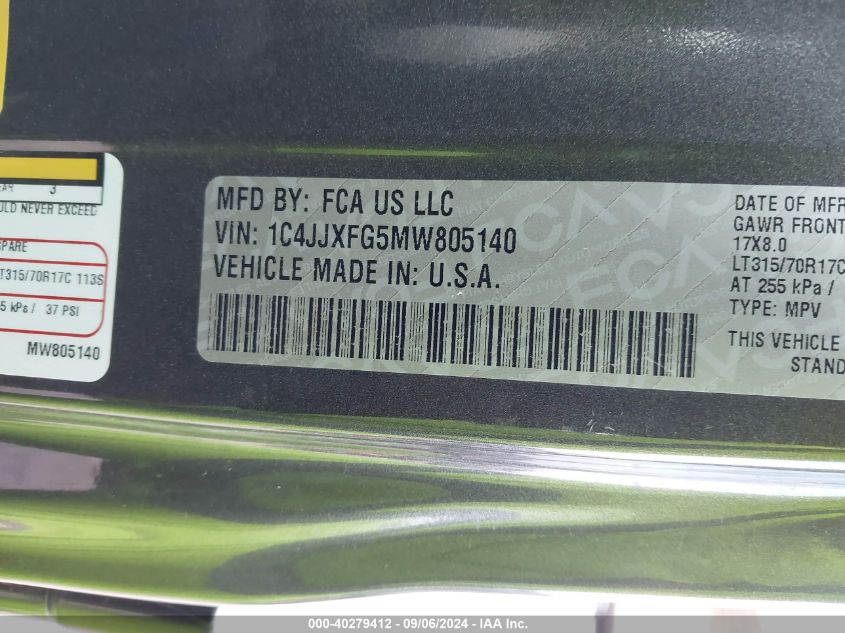 3
ULD NEVER EXCEED
SPARE
LT315/70R17C 113S
5 kPa / 37 PSI
MW805140
MFD BY: FCA US LLC
VIN: 1C4JJXFG5MW805140
VEHICLE MADE IN: U.S.A.
DATE OF MFR
GAWR FRONT
17X8.0
LT315/70R17C
AT 255 kPa /
TYPE: MPV
THIS VEHICLE
STAND
000-40279412 - 09/06/2024 - IAA Inc.